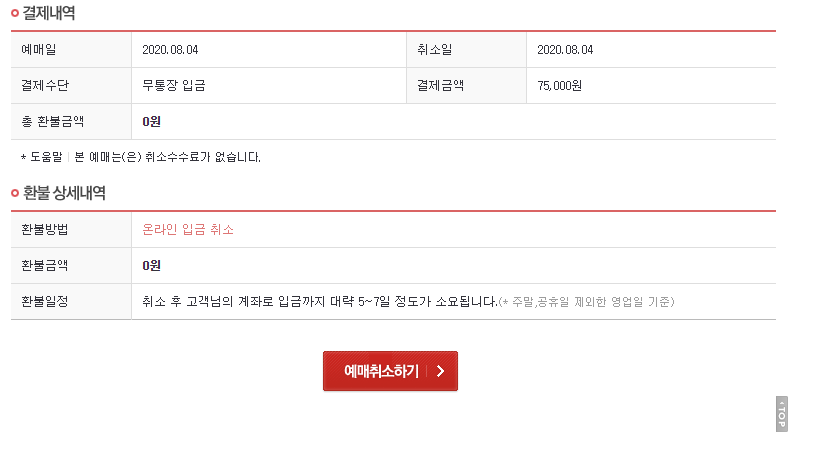 결제내역
예매일 2020.08.04 취소일 2020.08.04
결제수단 무통장 입금 결제금액 75,000원
총 환불금액 0원
* 도움말 | 본 예매는(은) 취소수수료가 없습니다.
환불 상세내역
환불방법 온라인 입금 취소
환불금액 0원
환불일정 취소 후 고객님의 계좌로 입금까지 대략 5~7일 정도가 소요됩니다.(* 주말,공휴일 제외한 영업일 기준)
예매취소하기
TOP